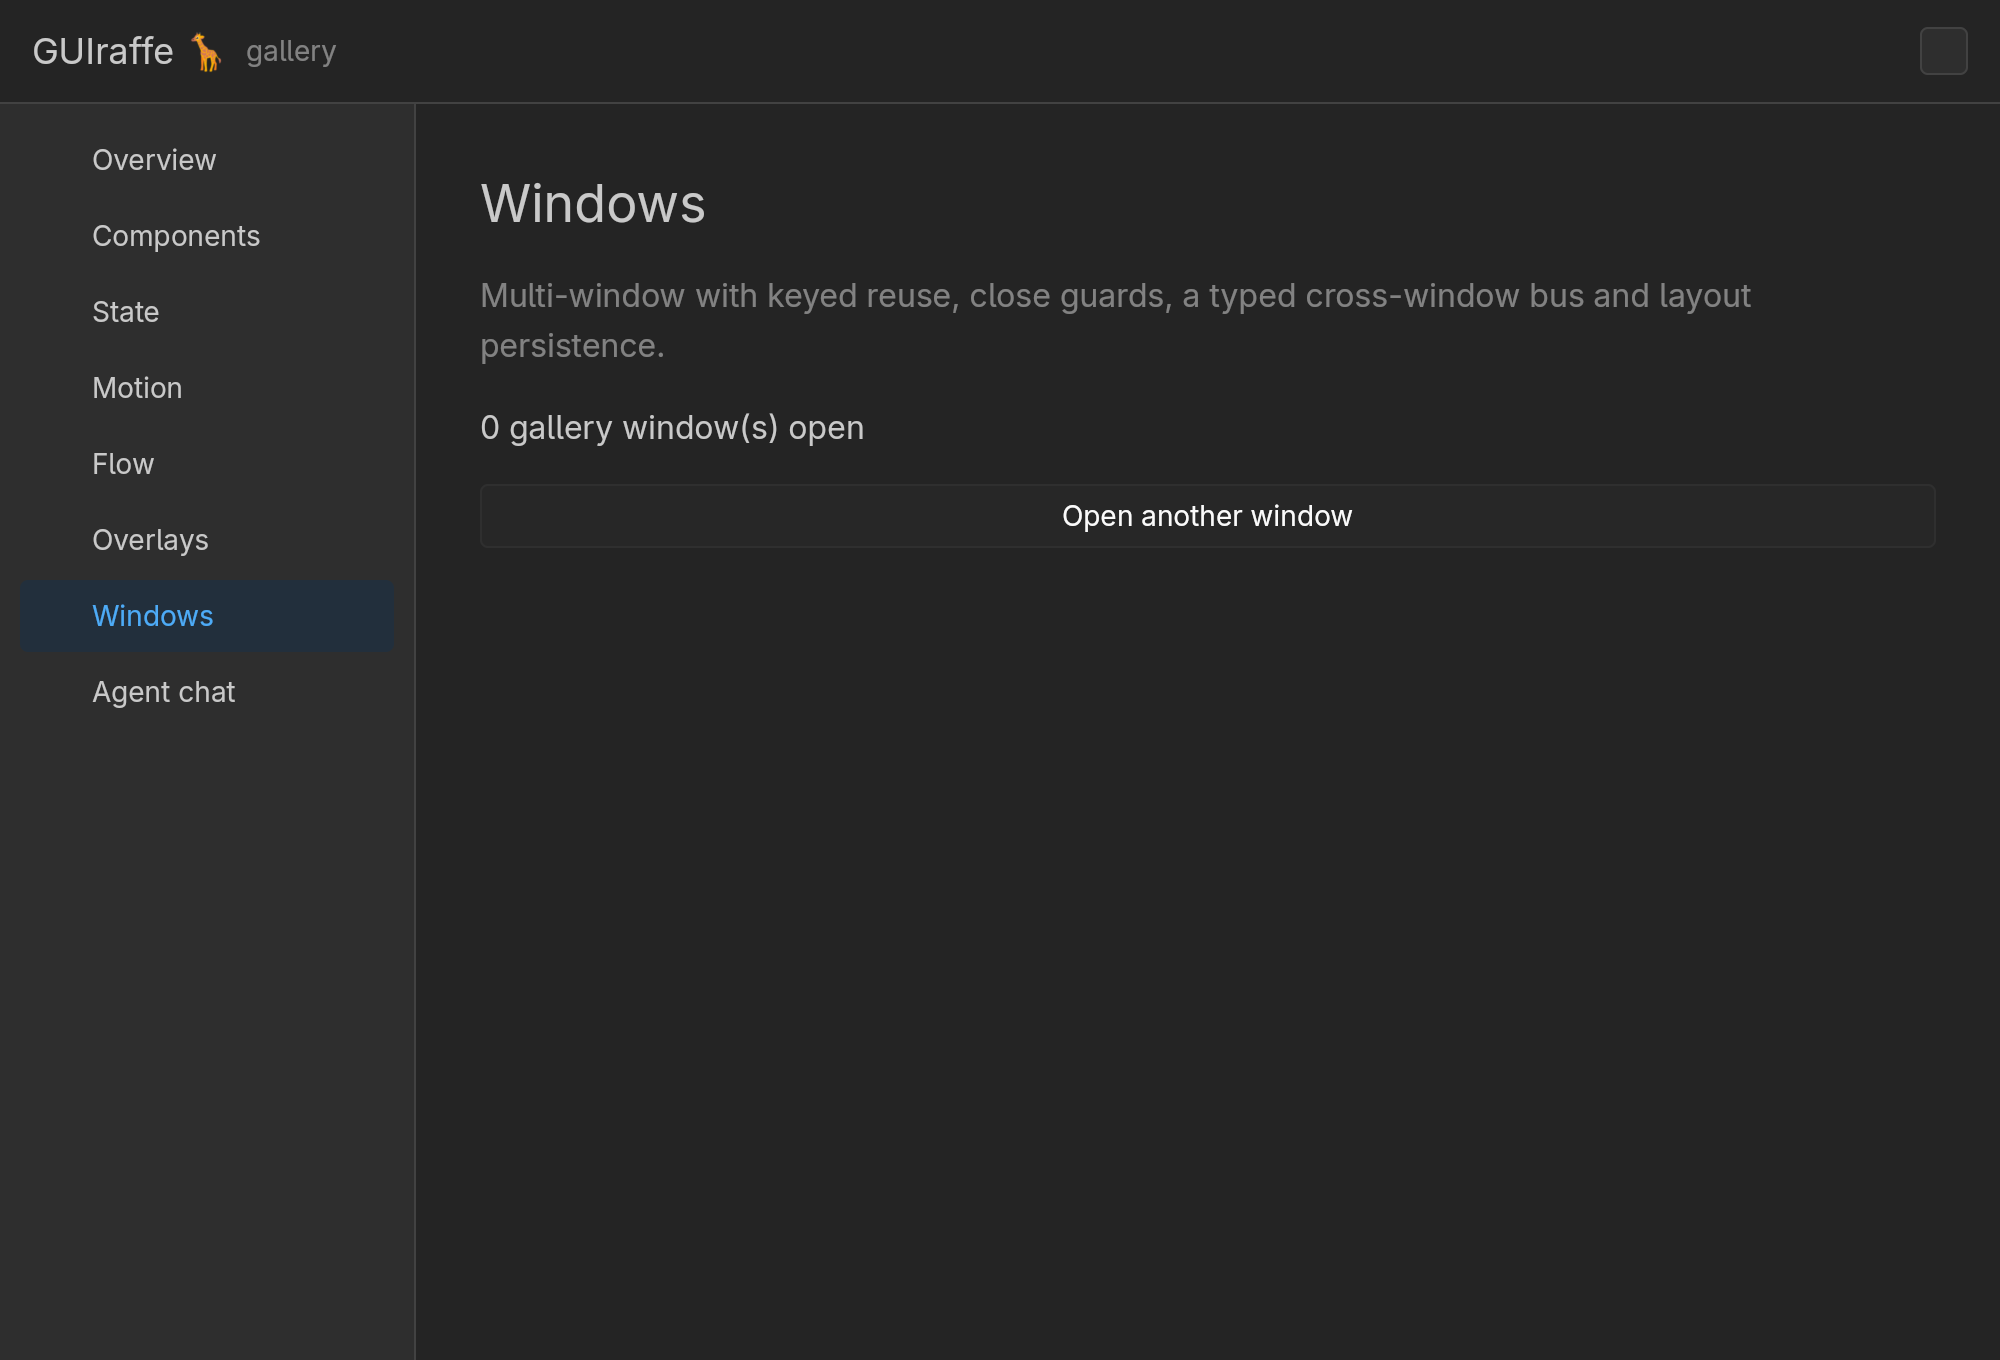 GUIraffe 🦒 gallery
Overview
Components
State
Motion
Flow
Overlays
Windows
Agent chat
Windows
Multi-window with keyed reuse, close guards, a typed cross-window bus and layout
persistence.
0 gallery window(s) open
Open another window